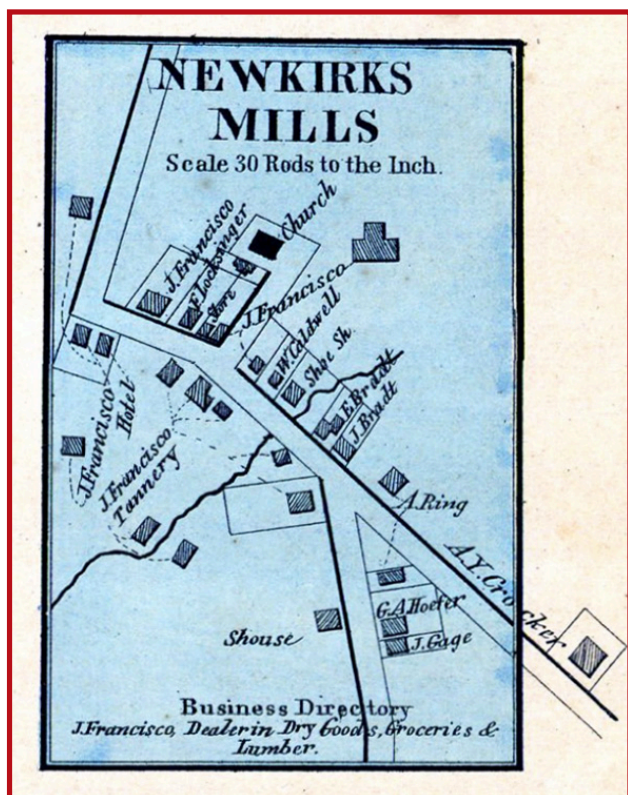 NEWKIRKS
MILLS
Scale 30 Rods to the Inch.
J. Francisco
F. Locksinger
Store
Church
J. Francisco
W. Caldwell
Shoe Sh.
E. Bradt
J. Bradt
J. Francisco
Hotel
J. Francisco
Tannery
A. Ring
A.Y. Crocker
G.A. Hoefer
J. Gage
Shouse
Business Directory
J. Francisco, Dealer in Dry Goods, Groceries &
Lumber.